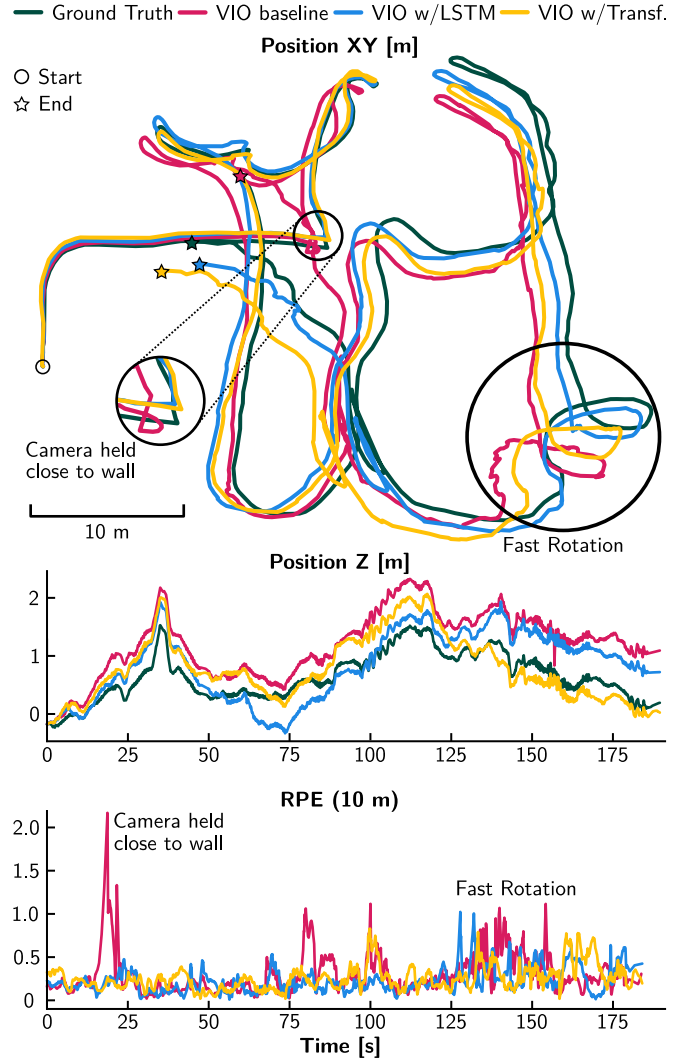 Ground Truth VIO baseline VIO w/LSTM VIO w/Transf.
Position XY [m]
Start
End
Camera held
close to wall
10 m
Fast Rotation
Position Z [m]
2
1
0
0 25 50 75 100 125 150 175
RPE (10 m)
2.0
1.5
1.0
0.5
0
Camera held
close to wall
Fast Rotation
0 25 50 75 100 125 150 175
Time [s]